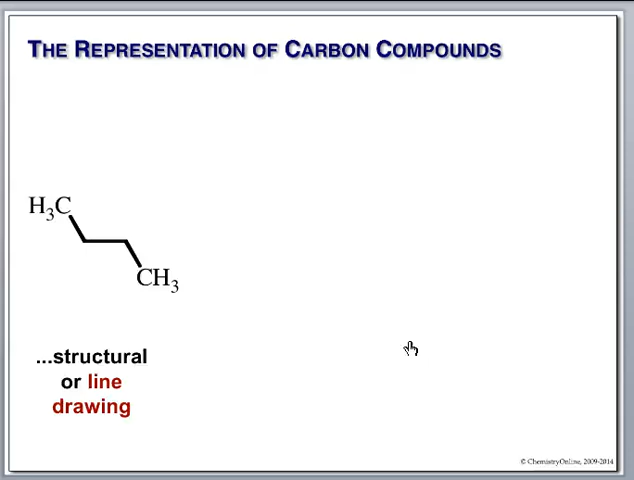 THE REPRESENTATION OF CARBON COMPOUNDS
H₃C
CH₃
...structural
or line
drawing
© ChemistryOnline, 2009-2014